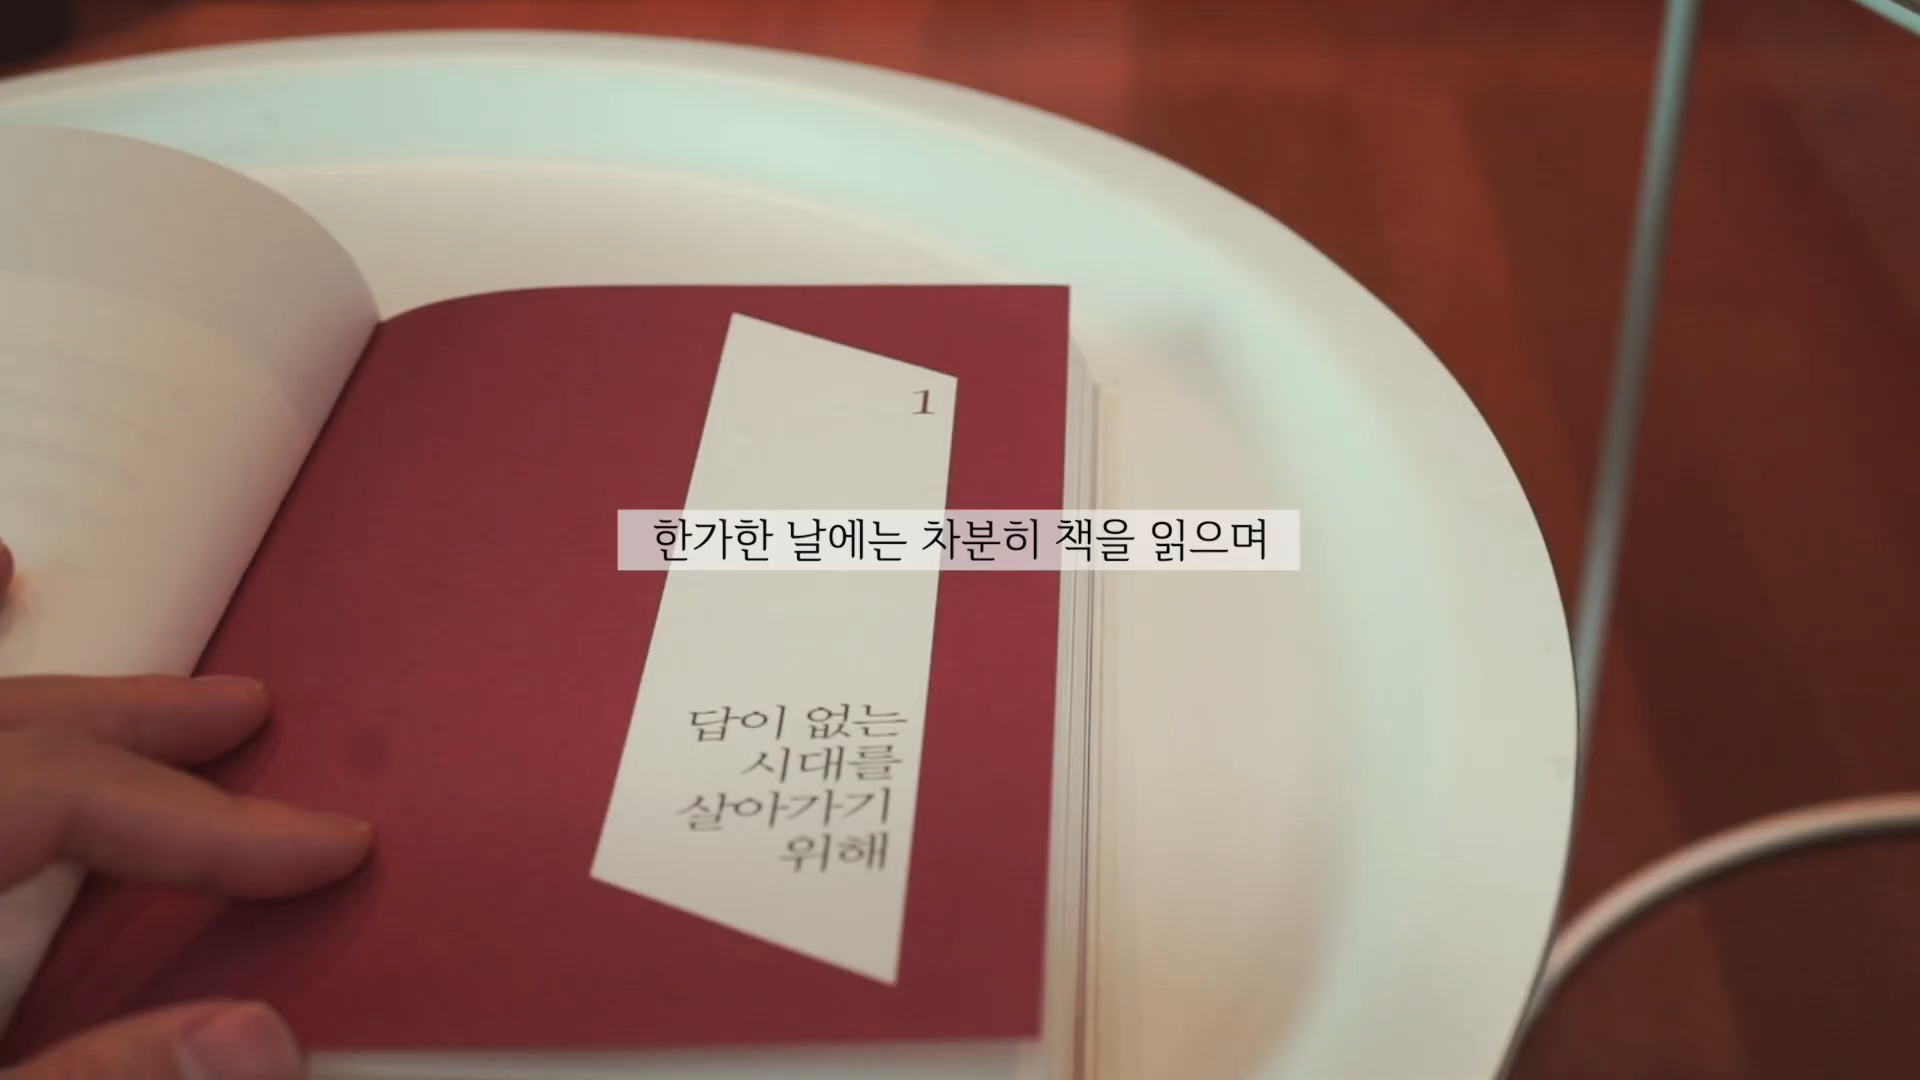 1
한가한 날에는 차분히 책을 읽으며
답이 없는
시대를
살아가기
위해